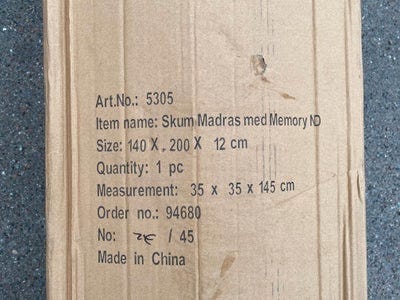 Art.No.: 5305
Item name: Skum Madras med Memory ND
Size: 140 X 200 X 12 cm
Quantity: 1 pc
Measurement: 35 x 35 x 145 cm
Order no.: 94680
No: / 45
Made in China